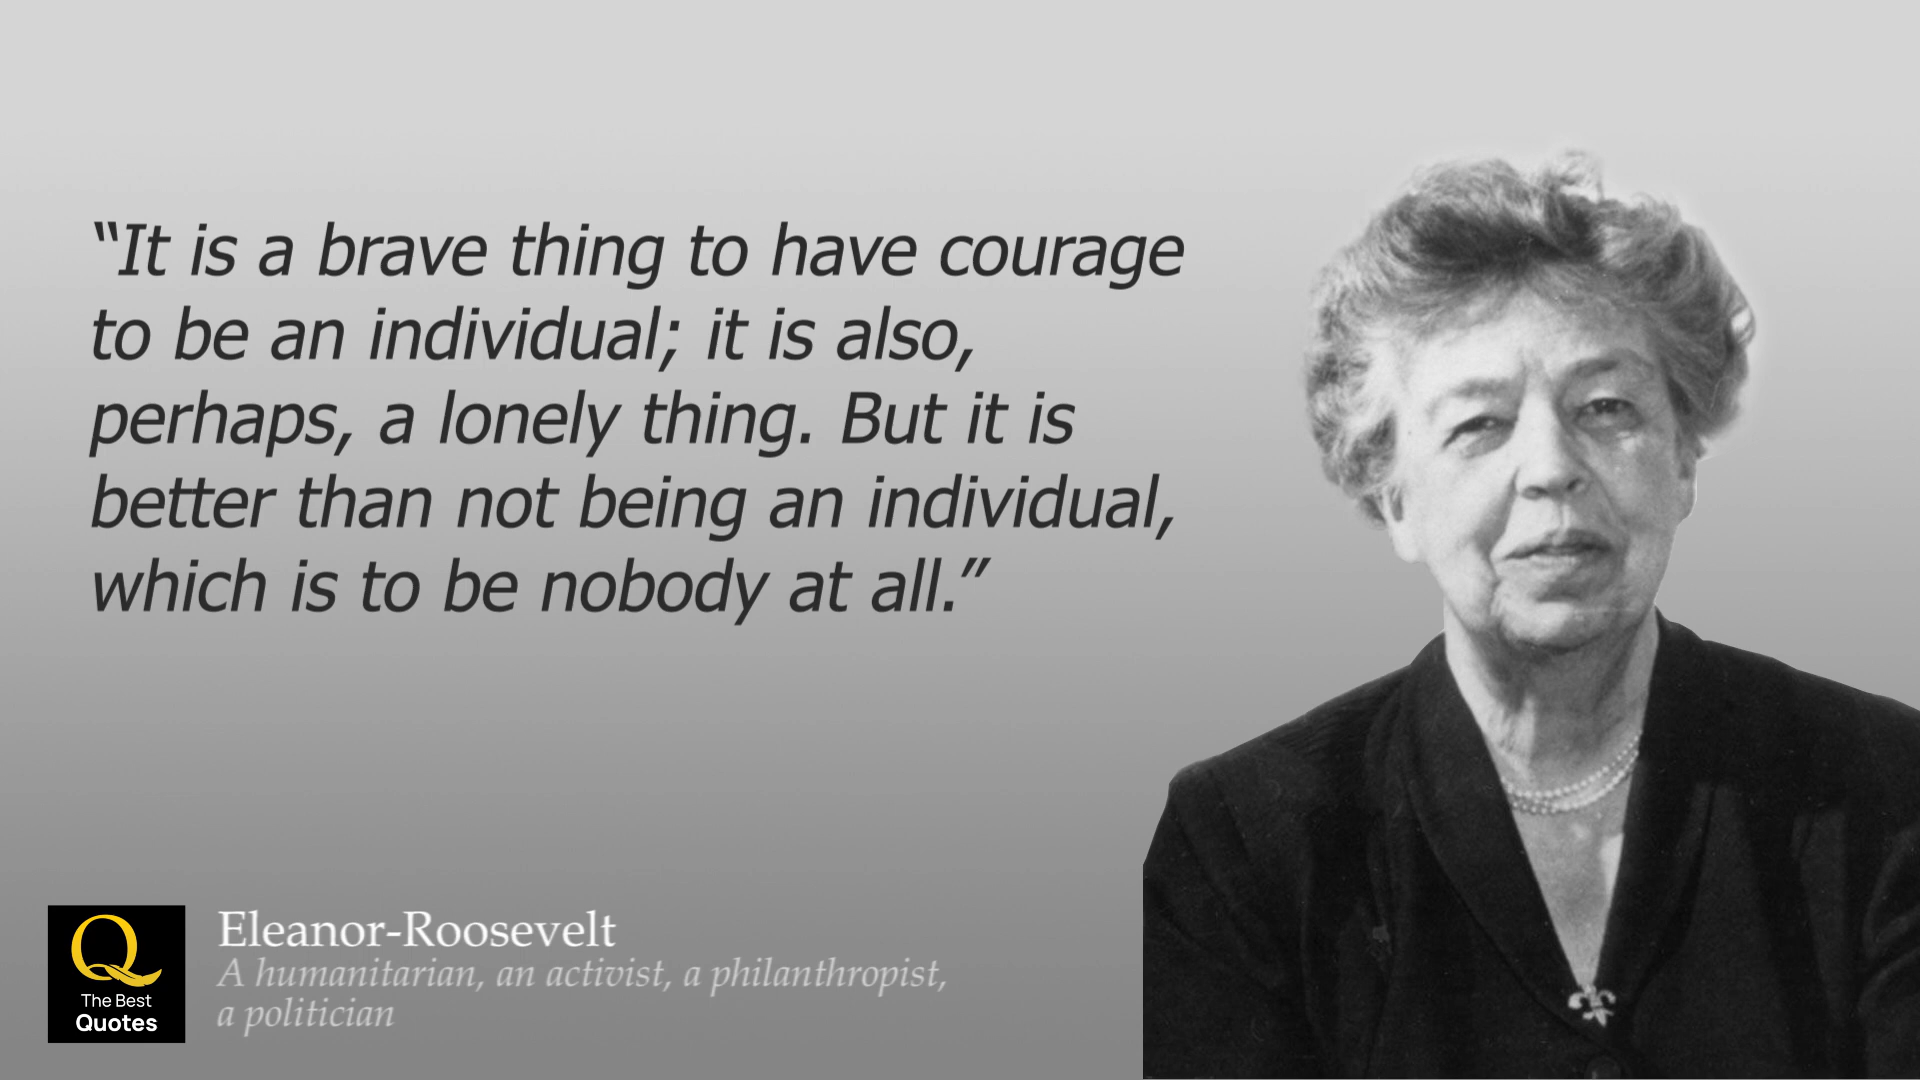 “It is a brave thing to have courage
to be an individual; it is also,
perhaps, a lonely thing. But it is
better than not being an individual,
which is to be nobody at all.”
Eleanor-Roosevelt
A humanitarian, an activist, a philanthropist,
a politician
Q
The Best
Quotes